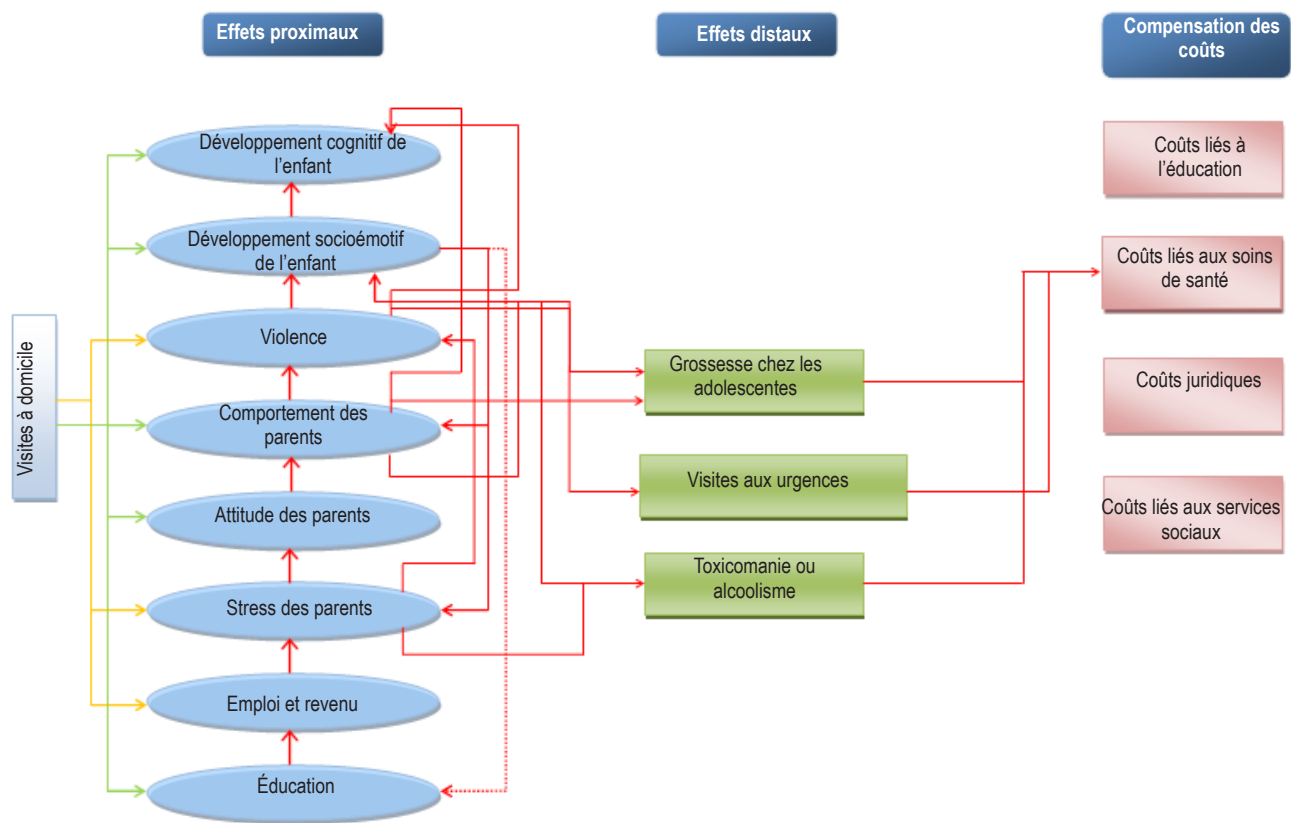 Effets proximaux
Effets distaux
Compensation des
coûts
Visites à domicile
Développement cognitif de
l’enfant
Développement socioémotif
de l’enfant
Violence
Comportement des
parents
Attitude des parents
Stress des parents
Emploi et revenu
Éducation
Grossesse chez les
adolescentes
Visites aux urgences
Toxicomanie ou
alcoolisme
Coûts liés à
l’éducation
Coûts liés aux soins
de santé
Coûts juridiques
Coûts liés aux services
sociaux